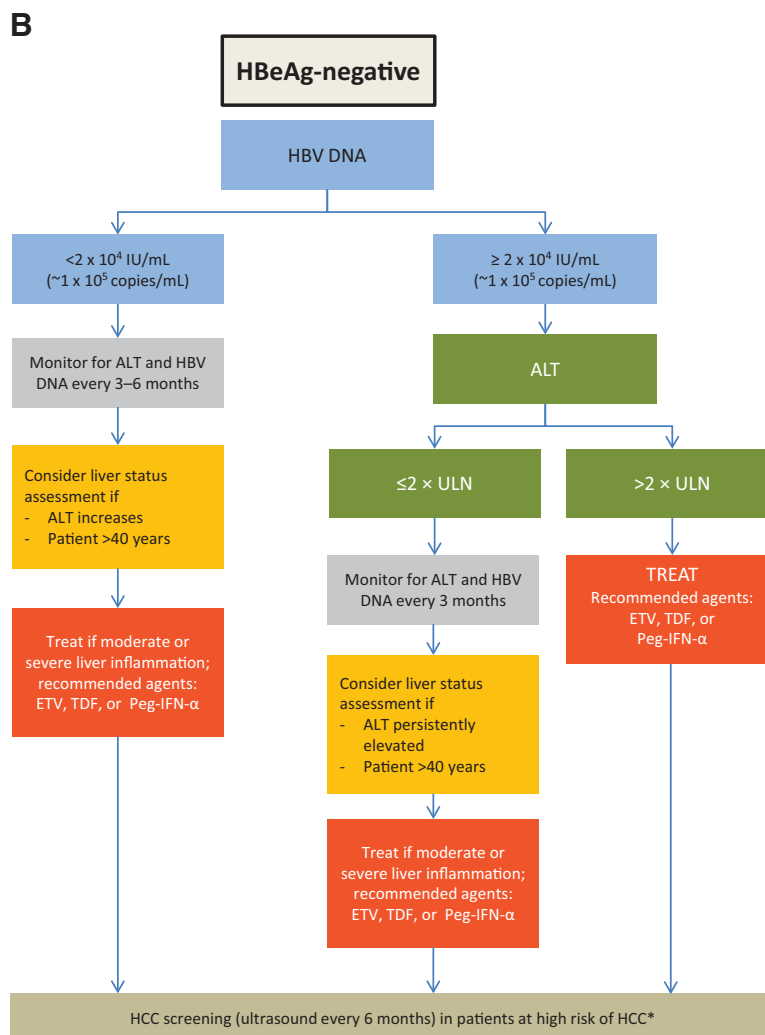 B
HBeAg-negative
HBV DNA
<2 x 10⁴ IU/mL
(~1 x 10⁵ copies/mL)
Monitor for ALT and HBV
DNA every 3–6 months
Consider liver status
assessment if
- ALT increases
- Patient >40 years
Treat if moderate or
severe liver inflammation;
recommended agents:
ETV, TDF, or Peg-IFN-α
≥ 2 x 10⁴ IU/mL
(~1 x 10⁵ copies/mL)
ALT
≤2 × ULN
Monitor for ALT and HBV
DNA every 3 months
Consider liver status
assessment if
- ALT persistently
elevated
- Patient >40 years
Treat if moderate or
severe liver inflammation;
recommended agents:
ETV, TDF, or Peg-IFN-α
>2 × ULN
TREAT
Recommended agents:
ETV, TDF, or
Peg-IFN-α
HCC screening (ultrasound every 6 months) in patients at high risk of HCC*